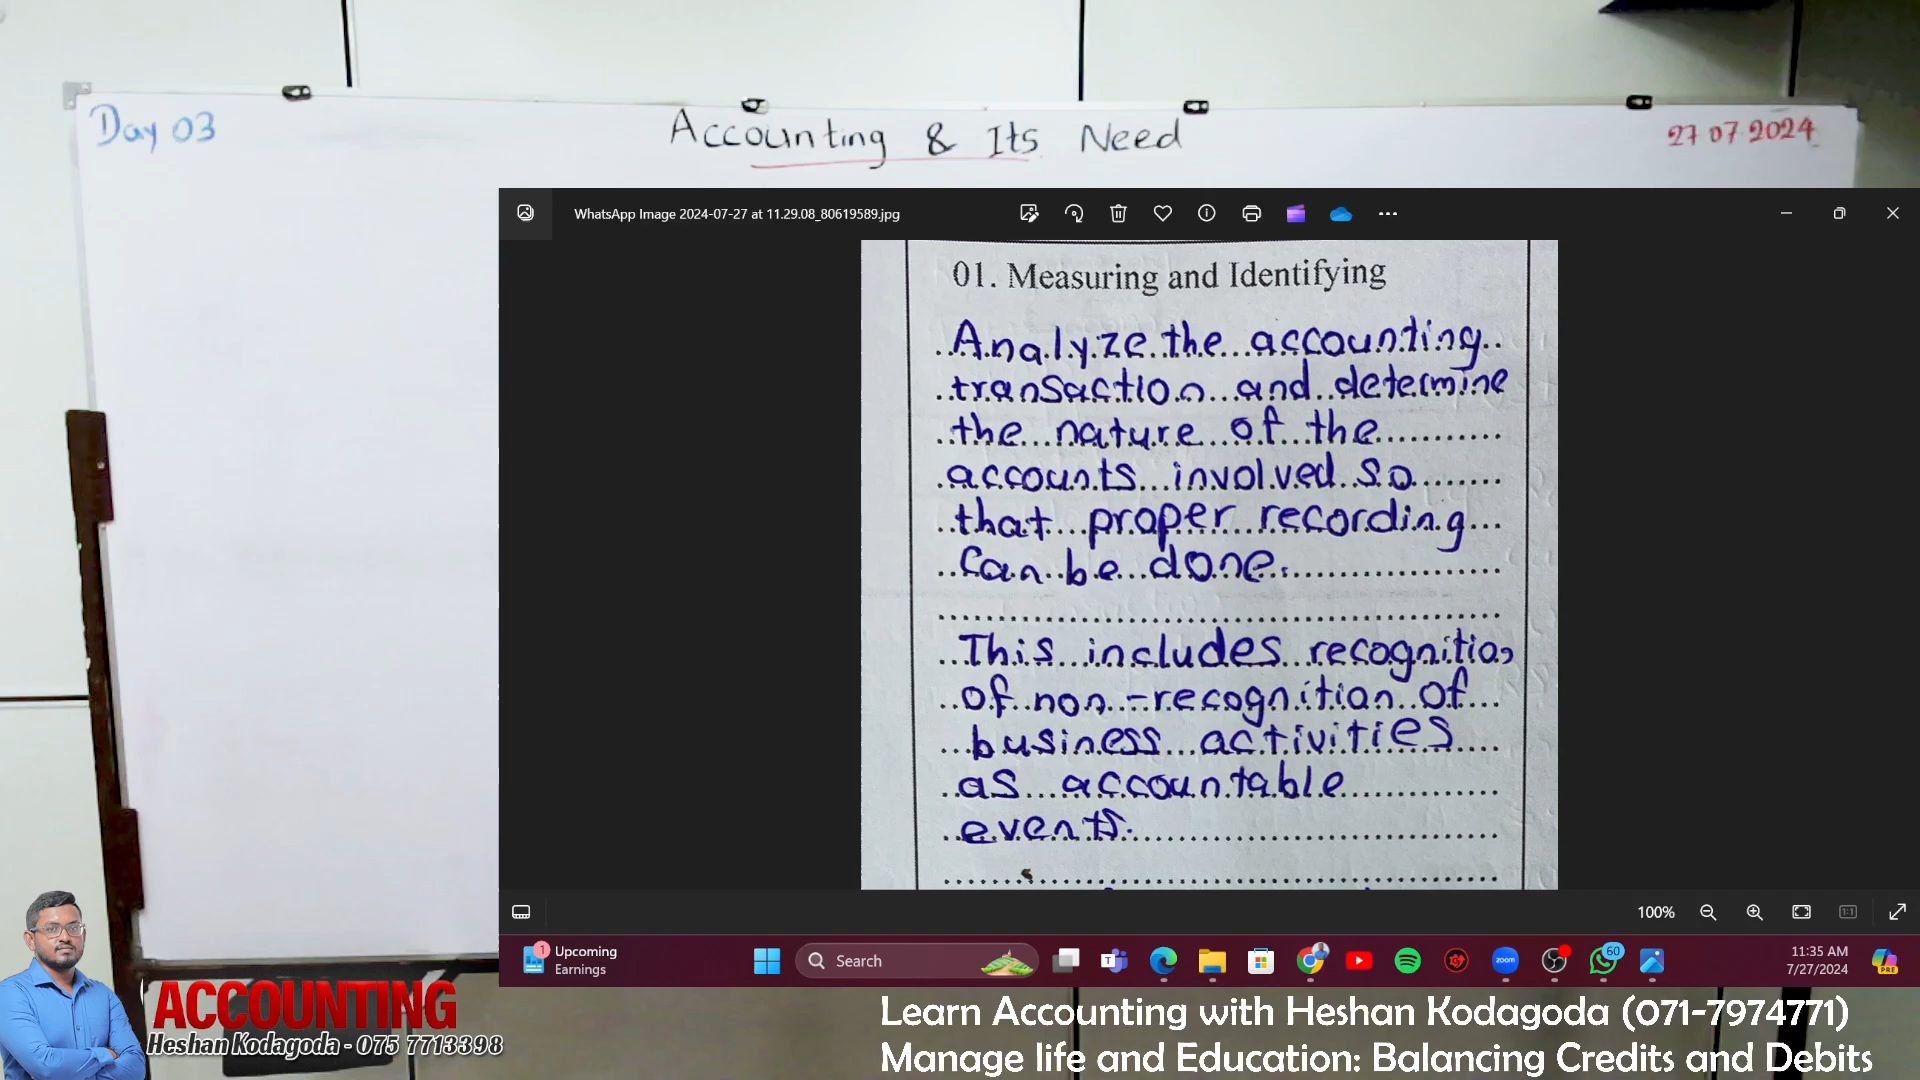 Day 03
Accounting & Its Need
27 07 2024
WhatsApp Image 2024-07-27 at 11.29.08_80619589.jpg
01. Measuring and Identifying
Analyze the accounting
transaction and determine
the nature of the
accounts involved so
that proper recording
can be done.
This includes recognition
of non-recognition of
business activities
as accountable
events.
100%
1
Upcoming
Earnings
Search
zoom
60
11:35 AM
7/27/2024
PRE
ACCOUNTING
Heshan Kodagoda - 075 7713398
Learn Accounting with Heshan Kodagoda (071-7974771)
Manage life and Education: Balancing Credits and Debits